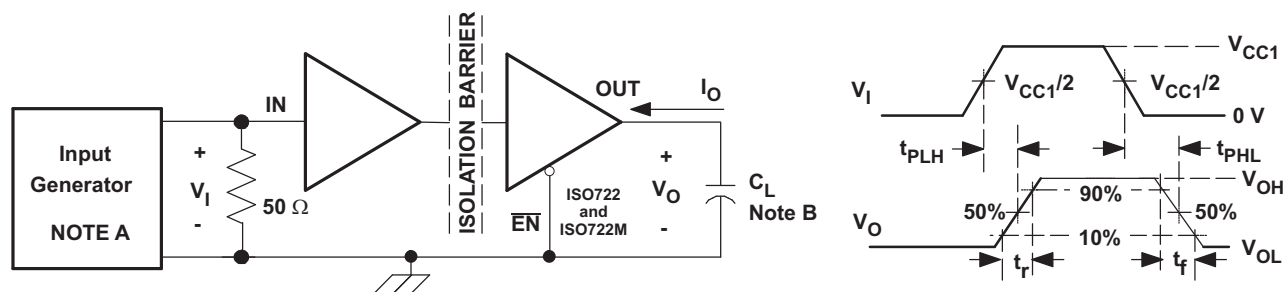 Input
Generator
NOTE A
+
V_I
-
50 Ω
IN
ISOLATION BARRIER
OUT
I_O
EN
ISO722
and
ISO722M
+
V_O
-
C_L
Note B
V_I
V_CC1/2
V_CC1/2
V_CC1
0 V
t_PLH
t_PHL
V_O
50%
90%
10%
50%
V_OH
V_OL
t_r
t_f